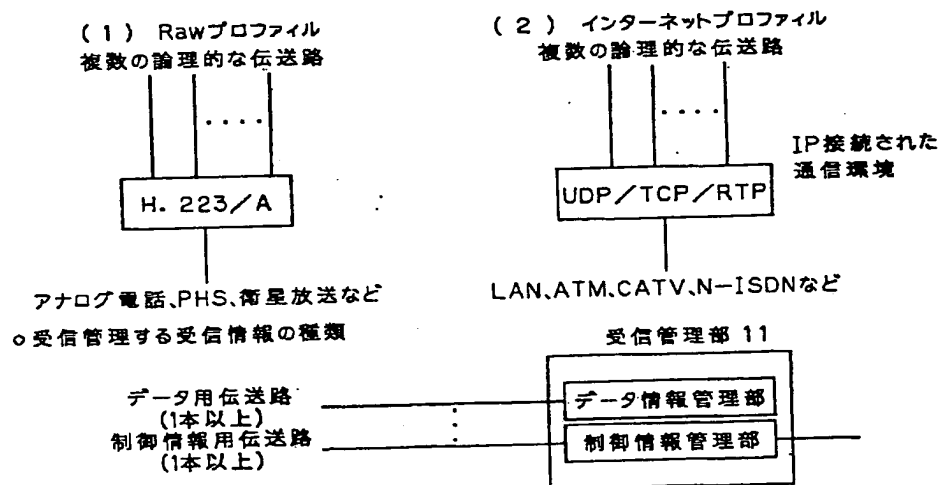 (1) Rawプロファイル
複数の論理的な伝送路
H. 223/A
アナログ電話、PHS、衛星放送など
(2) インターネットプロファイル
複数の論理的な伝送路
IP接続された
通信環境
UDP/TCP/RTP
LAN、ATM、CATV、N-ISDNなど
○受信管理する受信情報の種類
受信管理部 11
データ用伝送路
(1本以上)
制御情報用伝送路
(1本以上)
データ情報管理部
制御情報管理部